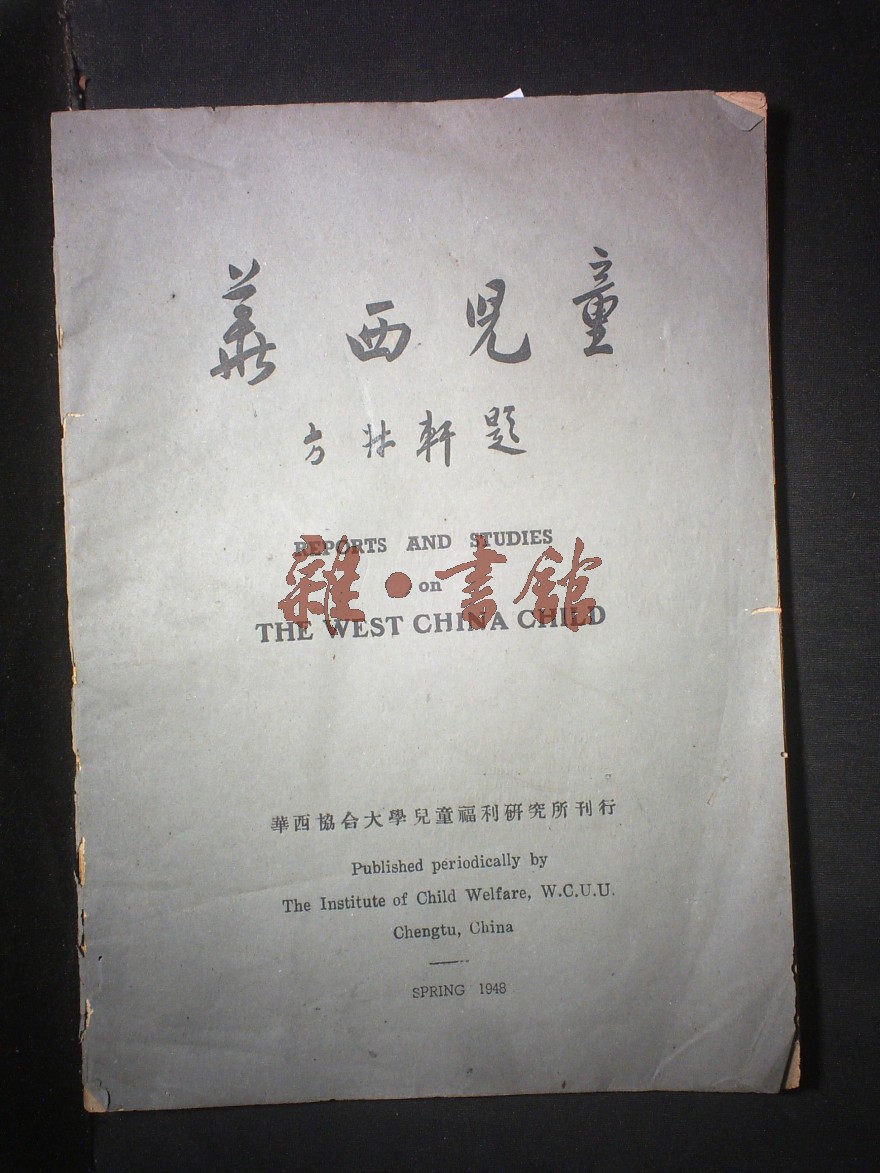 華西兒童
方壯軒題
REPORTS AND STUDIES
on
THE WEST CHINA CHILD
雜·書館
華西協合大學兒童福利研究所刊行
Published periodically by
The Institute of Child Welfare, W.C.U.U.
Chengtu, China
SPRING 1948